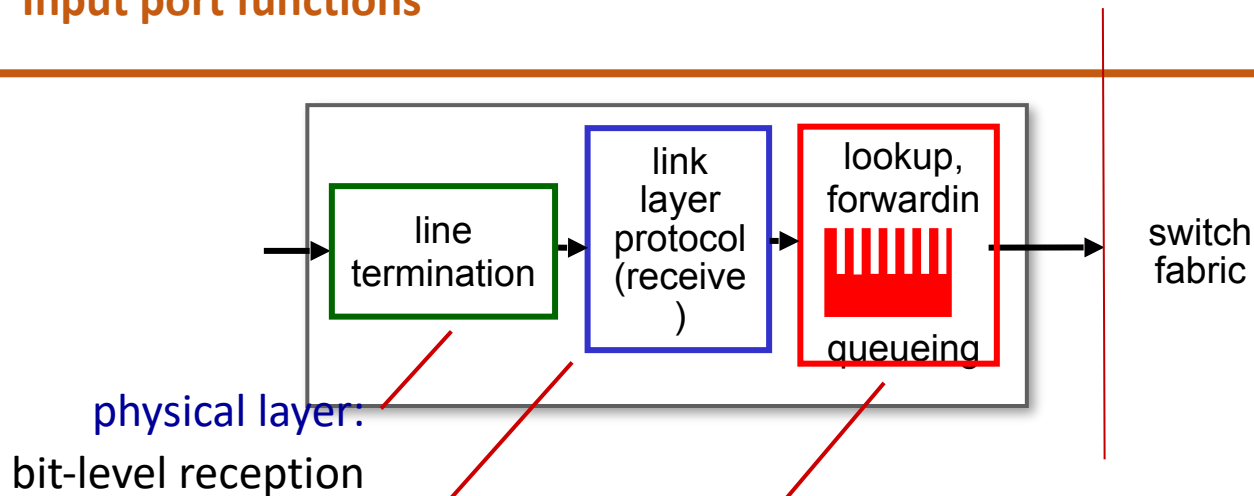 Input port functions
line
termination
link
layer
protocol
(receive
)
lookup,
forwardin
queueing
switch
fabric
physical layer:
bit-level reception